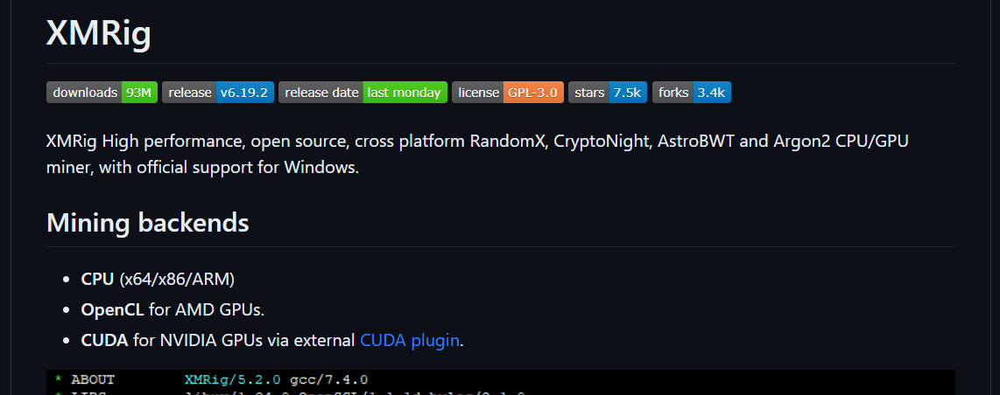 XMRig
downloads 93M release v6.19.2 release date last monday license GPL-3.0 stars 7.5k forks 3.4k
XMRig High performance, open source, cross platform RandomX, CryptoNight, AstroBWT and Argon2 CPU/GPU
miner, with official support for Windows.
Mining backends
• CPU (x64/x86/ARM)
• OpenCL for AMD GPUs.
• CUDA for NVIDIA GPUs via external CUDA plugin.
* ABOUT XMRig/5.2.0 gcc/7.4.0
* LIBS